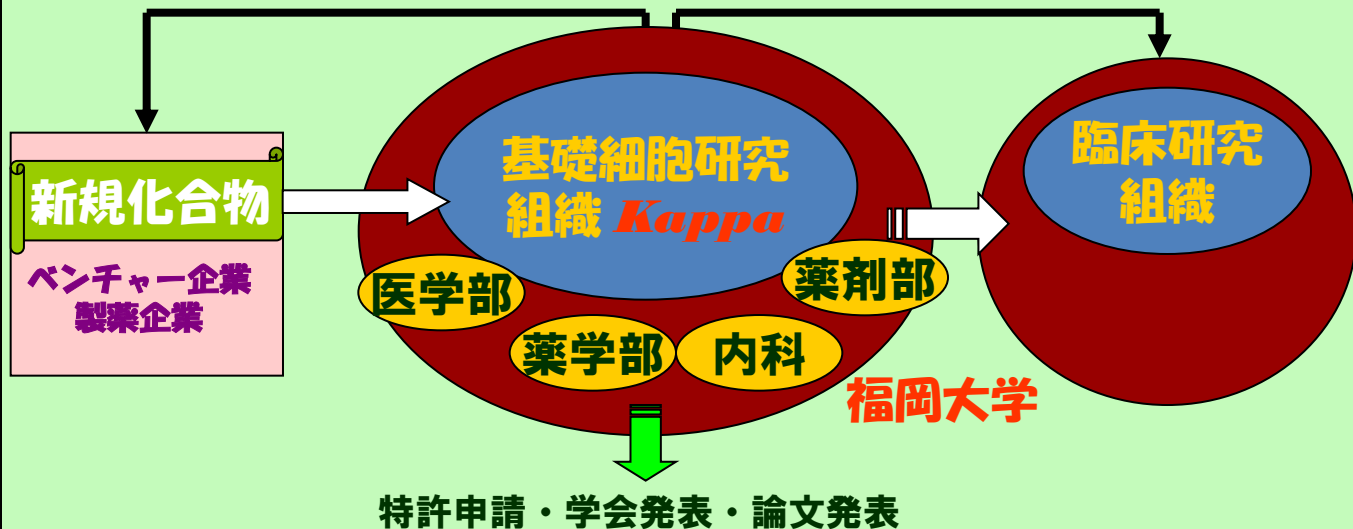 新規化合物
ベンチャー企業
製薬企業
基礎細胞研究
組織 Kappa
医学部
薬学部
内科
薬剤部
福岡大学
臨床研究
組織
特許申請・学会発表・論文発表